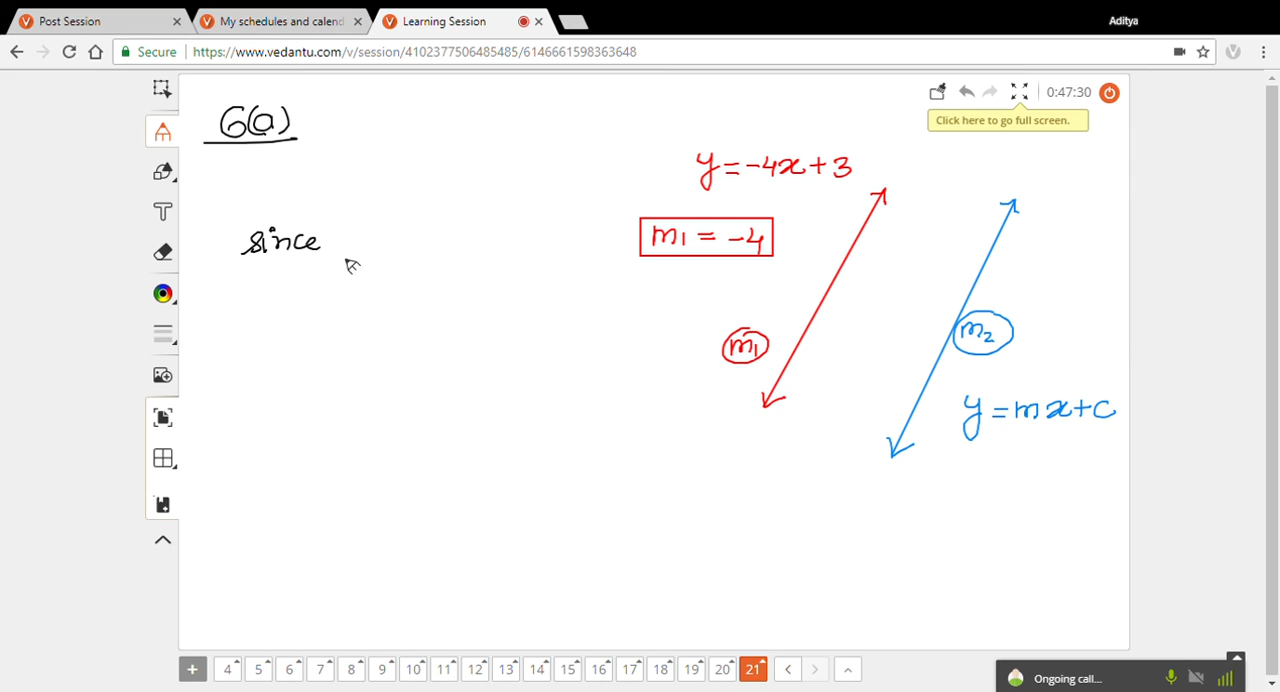 Post Session
My schedules and calend
Learning Session
Aditya
Secure
https://www.vedantu.com/v/session/4102377506485485/6146661598363648
0:47:30
Click here to go full screen.
6(a)
y = -4x + 3
since
m1 = -4
m1
m2
y = mx + c
4 5 6 7 8 9 10 11 12 13 14 15 16 17 18 19 20 21
Ongoing call...